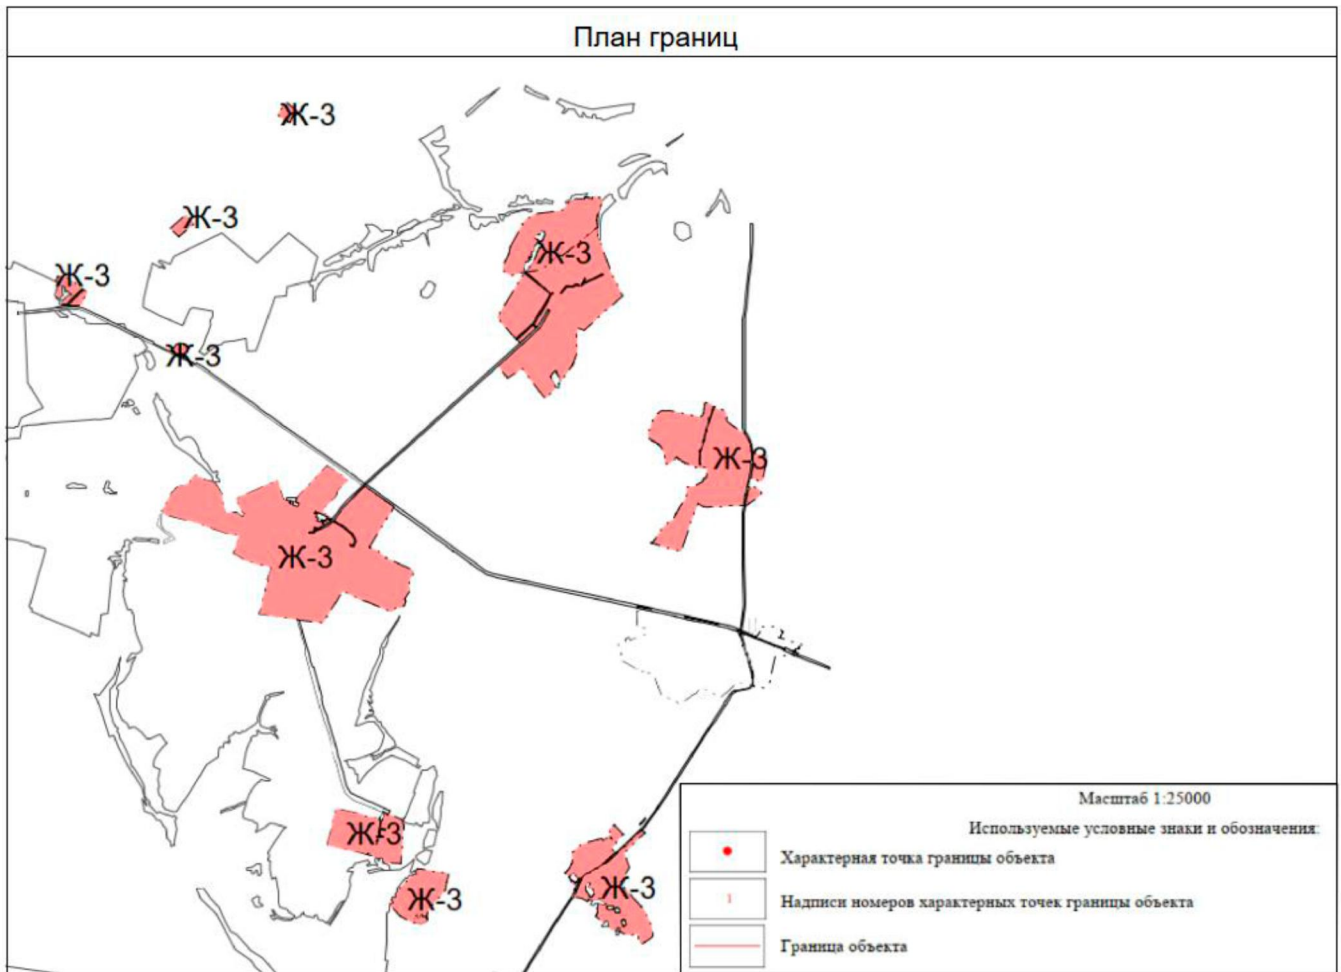 План границ
Ж-3
Ж-3
Ж-3
Ж-3
Ж-3
Ж-3
Ж-3
Ж-3
Ж-3
Ж-3
Масштаб 1:25000
Используемые условные знаки и обозначения:
Характерная точка границы объекта
1 Надписи номеров характерных точек границы объекта
Граница объекта